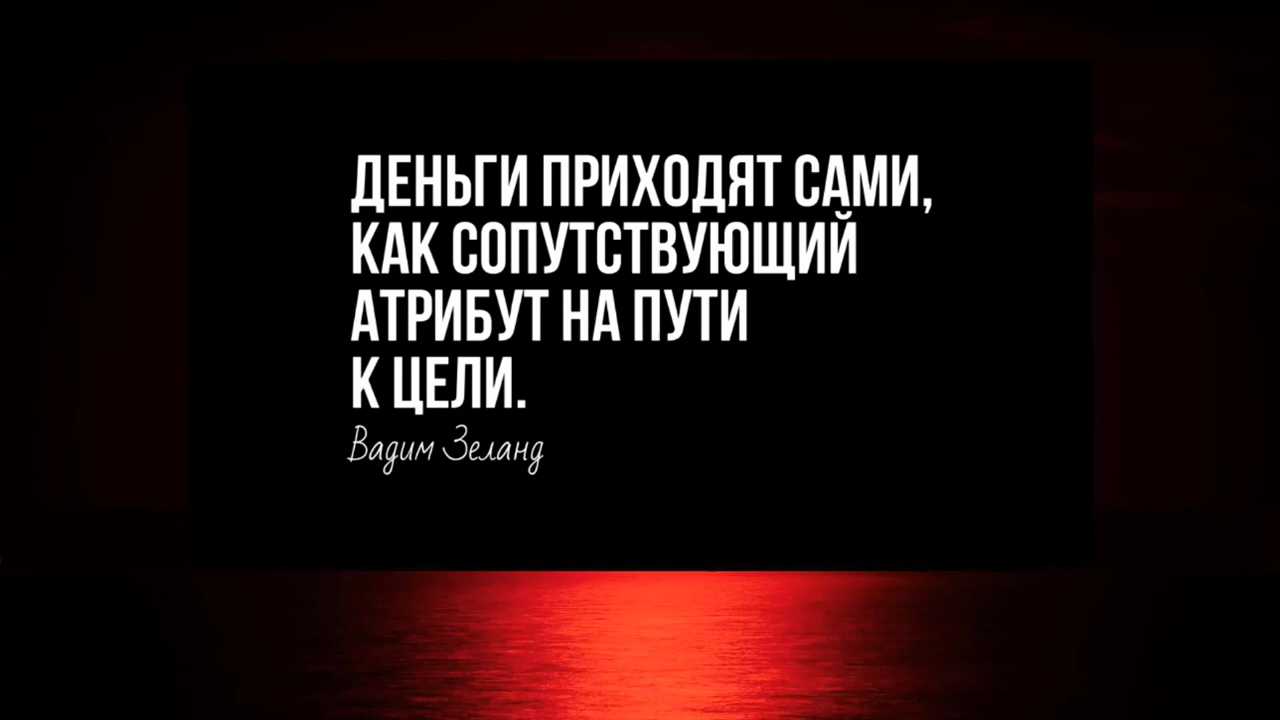 ДЕНЬГИ ПРИХОДЯТ САМИ,
КАК СОПУТСТВУЮЩИЙ
АТРИБУТ НА ПУТИ
К ЦЕЛИ.
Вадим Зеланд